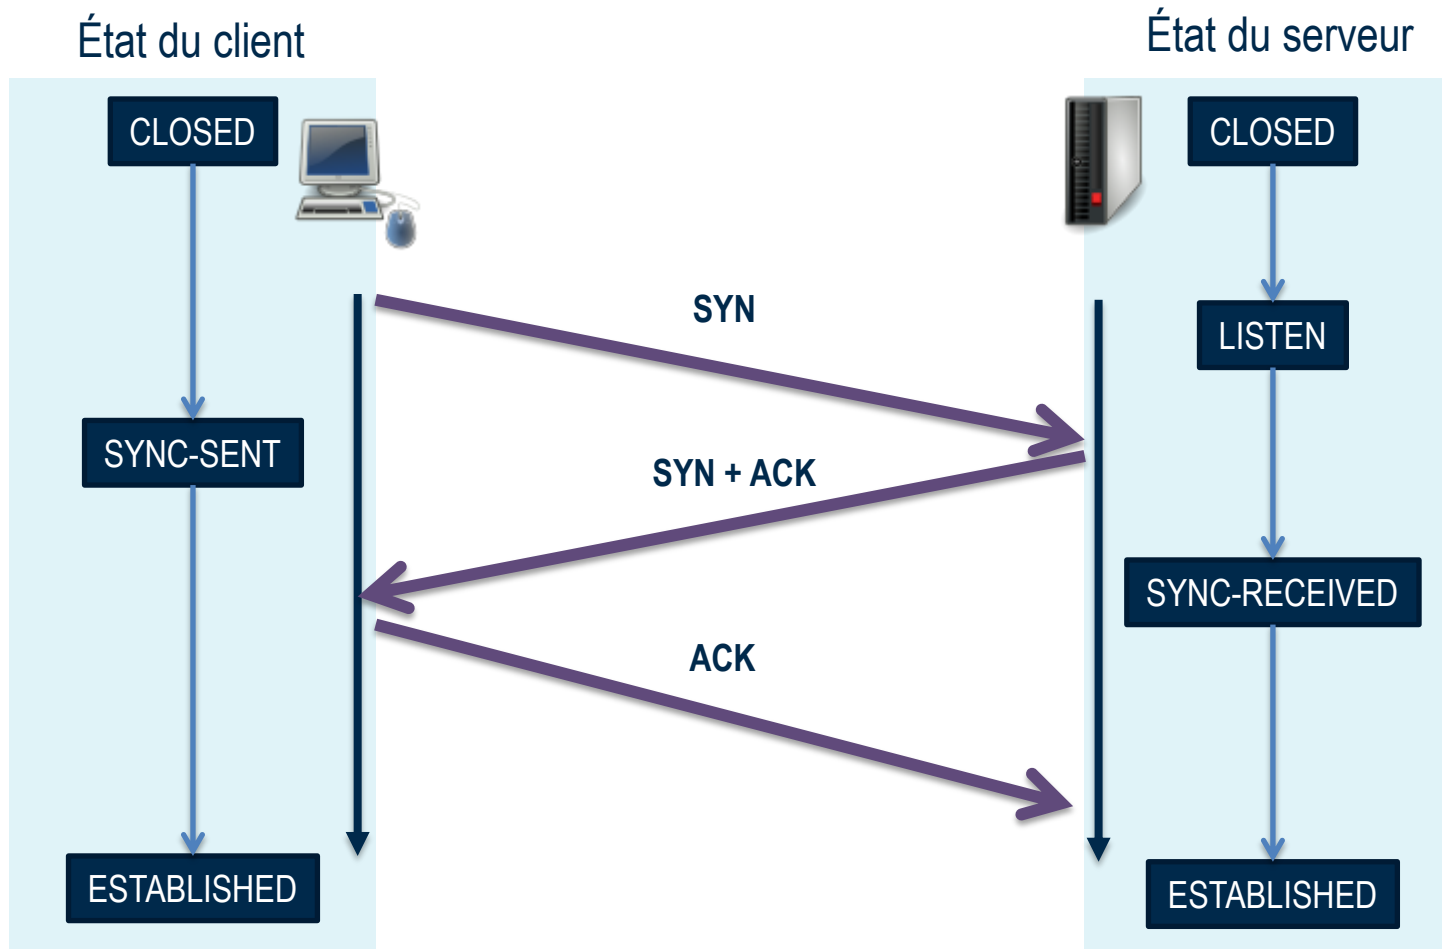 État du client
État du serveur
CLOSED
CLOSED
SYN
LISTEN
SYNC-SENT
SYN + ACK
SYNC-RECEIVED
ACK
ESTABLISHED
ESTABLISHED